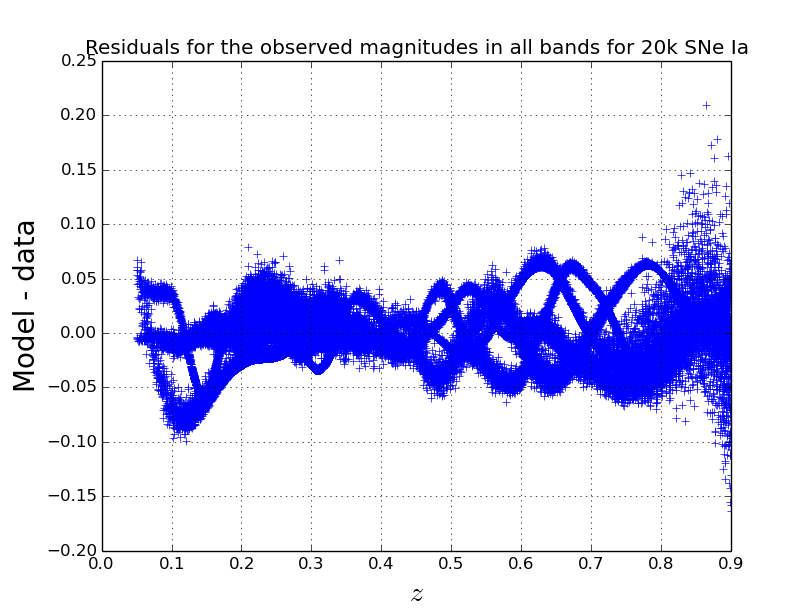 Residuals for the observed magnitudes in all bands for 20k SNe Ia
0.25
0.20
0.15
0.10
0.05
0.00
−0.05
−0.10
−0.15
−0.20
Model - data
0.0 0.1 0.2 0.3 0.4 0.5 0.6 0.7 0.8 0.9
z